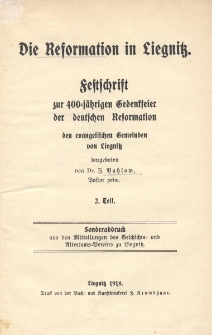 Die Reformation in Liegnitz.
Festschrift
zur 400-jährigen Gedenkfeier
der deutschen Reformation
den evangelischen Gemeinden
von Liegnitz
dargeboten
von Dr. J. Bahlow,
Pastor prim.
2. Teil.
Sonderabdruck
aus den Mitteilungen des Geschichts- und
Altertums-Vereins zu Liegnitz.
Liegnitz 1918.
Druck von der Buch- und Kunstdruckerei H. Krumbhaar.